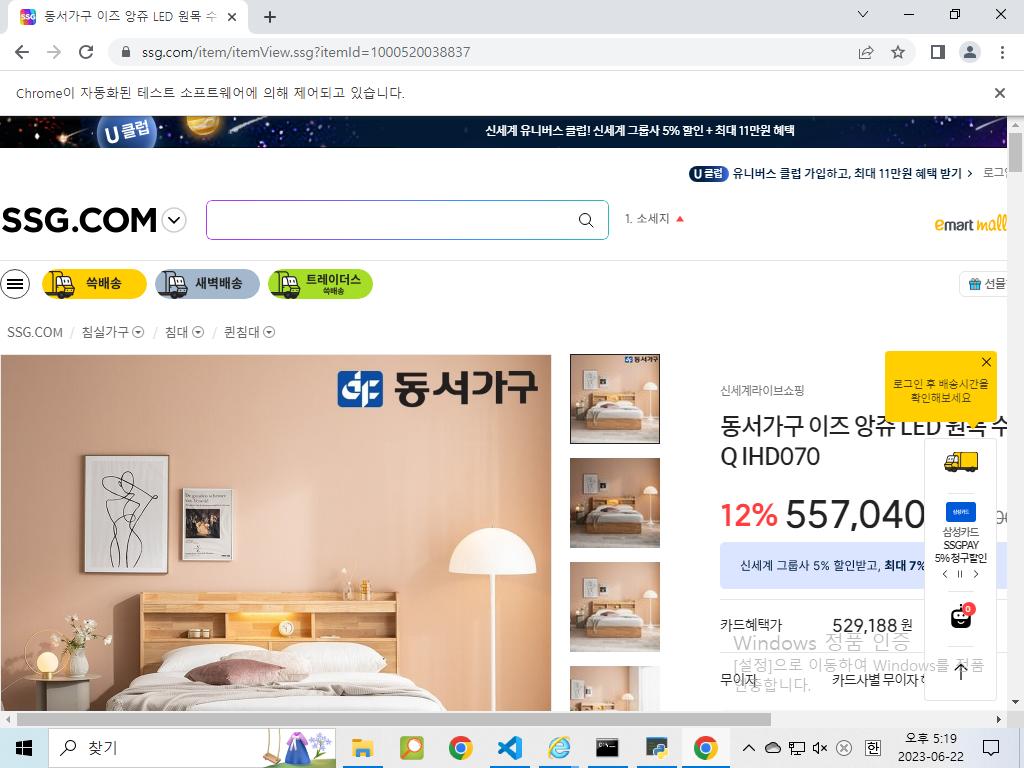 동서가구 이즈 앙쥬 LED 원목 수
ssg.com/item/itemView.ssg?itemId=1000520038837
Chrome이 자동화된 테스트 소프트웨어에 의해 제어되고 있습니다.
U클럽
신세계 유니버스 클럽! 신세계 그룹사 5% 할인 + 최대 11만원 혜택
U클럽 유니버스 클럽 가입하고, 최대 11만원 혜택 받기 >
SSG.COM
1. 소세지
emart mall
쓱배송
새벽배송
트레이더스
쓱배송
선물
SSG.COM / 침실가구 / 침대 / 퀸침대
동서가구
로그인 후 배송시간을
확인해보세요
신세계라이브쇼핑
동서가구 이즈 앙쥬 LED 원목 수
Q IHD070
12% 557,040
신세계 그룹사 5% 할인받고, 최대 7%
삼성카드
삼성카드
SSGPAY
5% 청구할인
0
카드혜택가 529,188 원
무이자 카드사별 무이자
Windows 정품 인증
[설정]으로 이동하여 Windows를 정품
인증합니다.
찾기
한
오후 5:19
2023-06-22